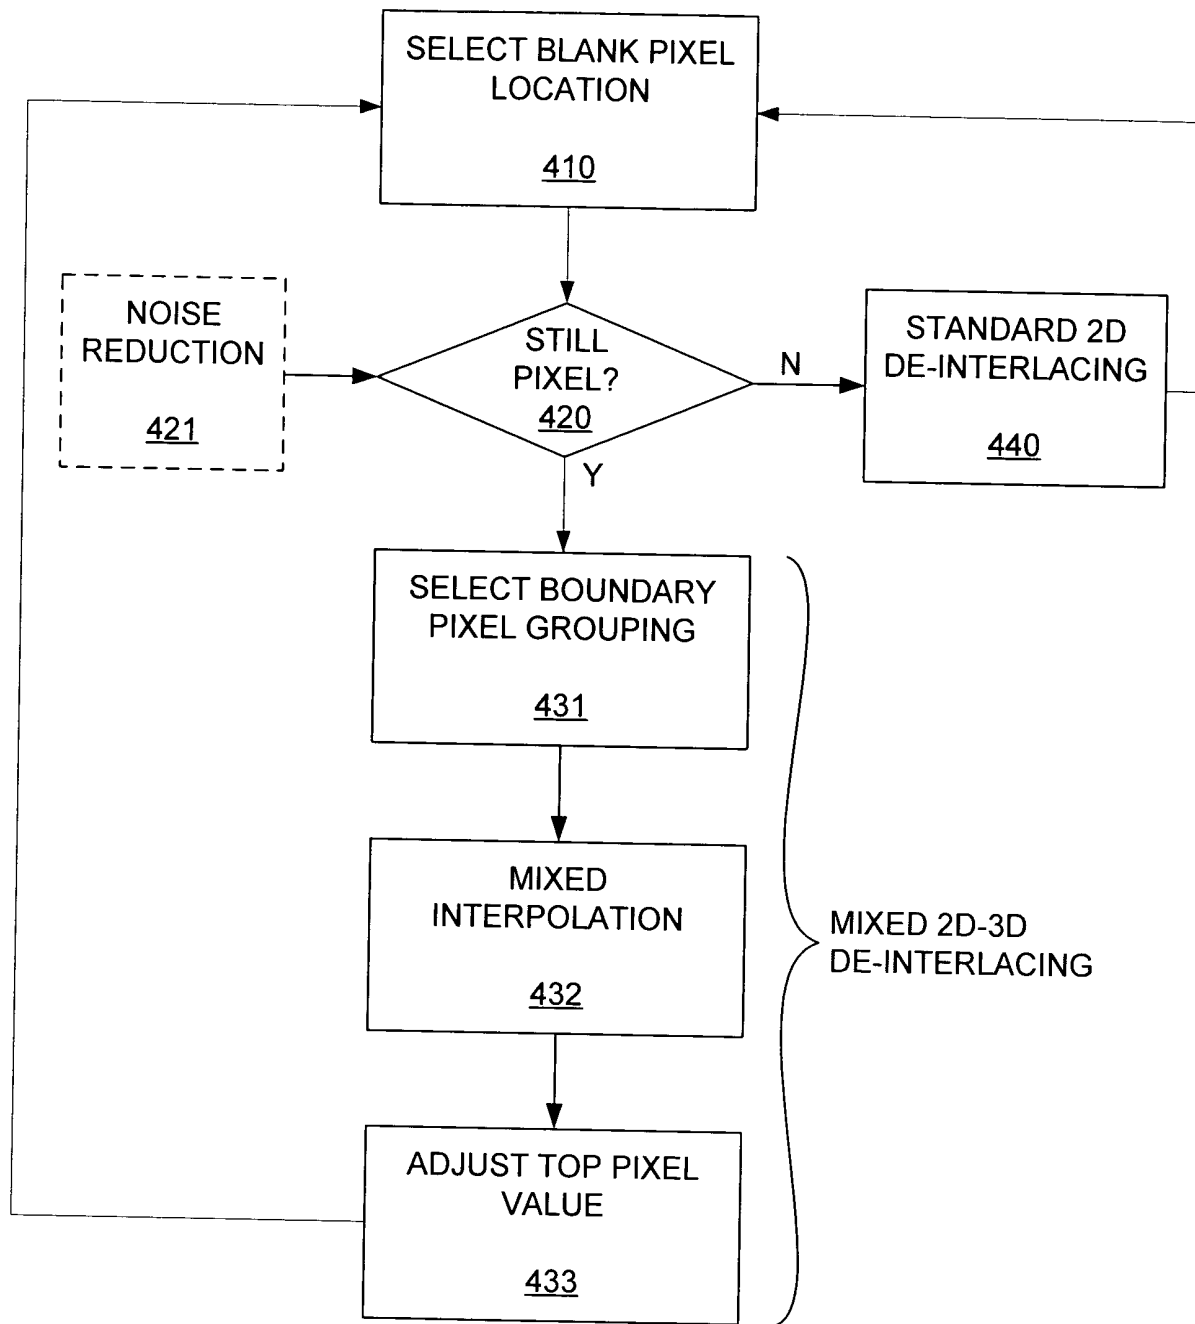 SELECT BLANK PIXEL
LOCATION
410
NOISE
REDUCTION
421
STILL
PIXEL?
420
N
Y
STANDARD 2D
DE-INTERLACING
440
SELECT BOUNDARY
PIXEL GROUPING
431
MIXED
INTERPOLATION
432
MIXED 2D-3D
DE-INTERLACING
ADJUST TOP PIXEL
VALUE
433